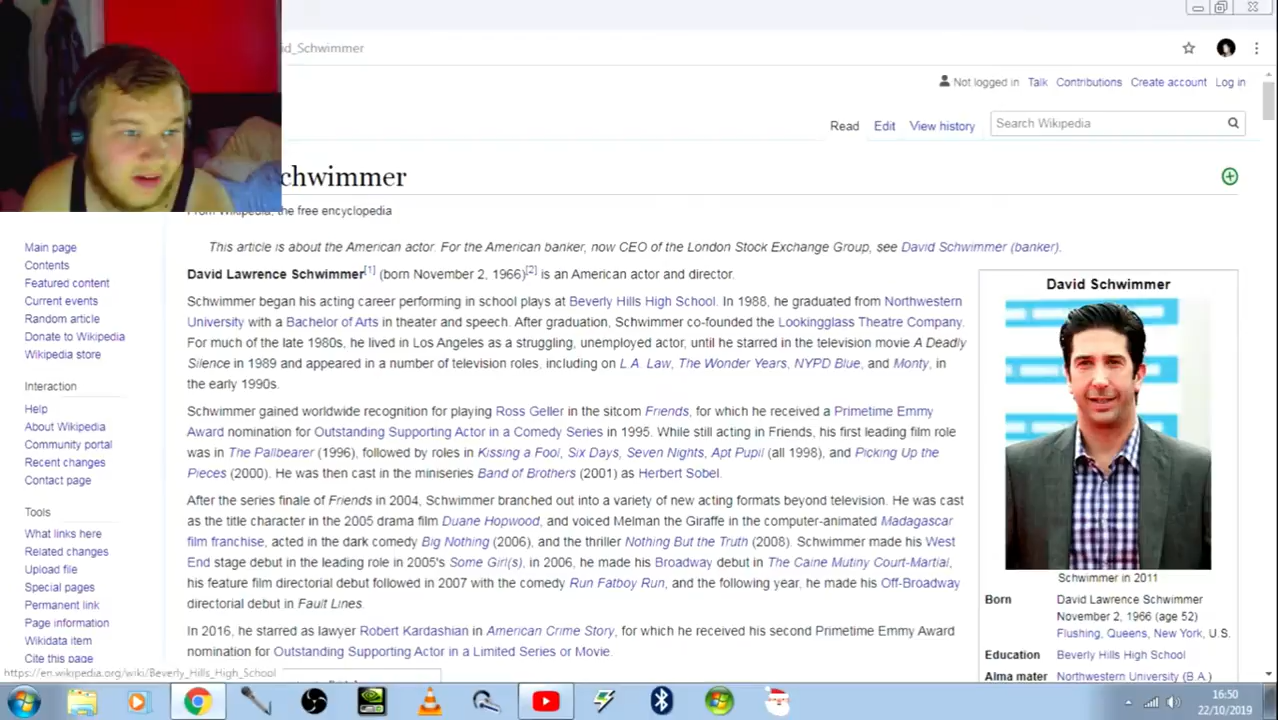 d_Schwimmer
Not logged in Talk Contributions Create account Log in
Read Edit View history Search Wikipedia
chwimmer
From Wikipedia, the free encyclopedia
This article is about the American actor. For the American banker, now CEO of the London Stock Exchange Group, see David Schwimmer (banker).
David Lawrence Schwimmer[1] (born November 2, 1966)[2] is an American actor and director.
Schwimmer began his acting career performing in school plays at Beverly Hills High School. In 1988, he graduated from Northwestern
University with a Bachelor of Arts in theater and speech. After graduation, Schwimmer co-founded the Lookingglass Theatre Company.
For much of the late 1980s, he lived in Los Angeles as a struggling, unemployed actor, until he starred in the television movie A Deadly
Silence in 1989 and appeared in a number of television roles, including on L.A. Law, The Wonder Years, NYPD Blue, and Monty, in
the early 1990s.
Schwimmer gained worldwide recognition for playing Ross Geller in the sitcom Friends, for which he received a Primetime Emmy
Award nomination for Outstanding Supporting Actor in a Comedy Series in 1995. While still acting in Friends, his first leading film role
was in The Pallbearer (1996), followed by roles in Kissing a Fool, Six Days, Seven Nights, Apt Pupil (all 1998), and Picking Up the
Pieces (2000). He was then cast in the miniseries Band of Brothers (2001) as Herbert Sobel.
After the series finale of Friends in 2004, Schwimmer branched out into a variety of new acting formats beyond television. He was cast
as the title character in the 2005 drama film Duane Hopwood, and voiced Melman the Giraffe in the computer-animated Madagascar
film franchise, acted in the dark comedy Big Nothing (2006), and the thriller Nothing But the Truth (2008). Schwimmer made his West
End stage debut in the leading role in 2005's Some Girl(s), in 2006, he made his Broadway debut in The Caine Mutiny Court-Martial,
his feature film directorial debut followed in 2007 with the comedy Run Fatboy Run, and the following year, he made his Off-Broadway
directorial debut in Fault Lines.
In 2016, he starred as lawyer Robert Kardashian in American Crime Story, for which he received his second Primetime Emmy Award
nomination for Outstanding Supporting Actor in a Limited Series or Movie.
David Schwimmer
Schwimmer in 2011
Born David Lawrence Schwimmer
November 2, 1966 (age 52)
Flushing, Queens, New York, U.S.
Education Beverly Hills High School
Alma mater Northwestern University (B.A.)
Main page
Contents
Featured content
Current events
Random article
Donate to Wikipedia
Wikipedia store
Interaction
Help
About Wikipedia
Community portal
Recent changes
Contact page
Tools
What links here
Related changes
Upload file
Special pages
Permanent link
Page information
Wikidata item
Cite this page
https://en.wikipedia.org/wiki/Beverly_Hills_High_School
16:50
22/10/2019